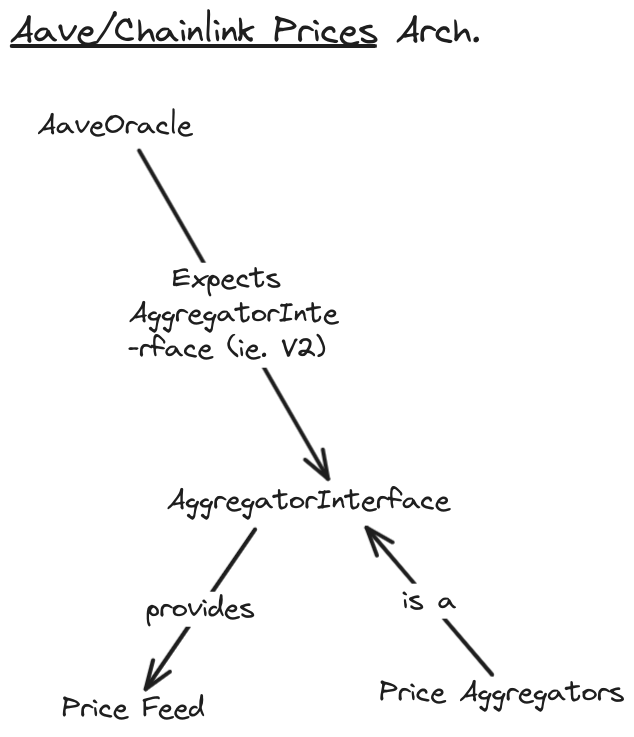 Aave/Chainlink Prices Arch.
AaveOracle
Expects
AggregatorInte
-rface (ie. V2)
AggregatorInterface
provides
is a
Price Feed
Price Aggregators